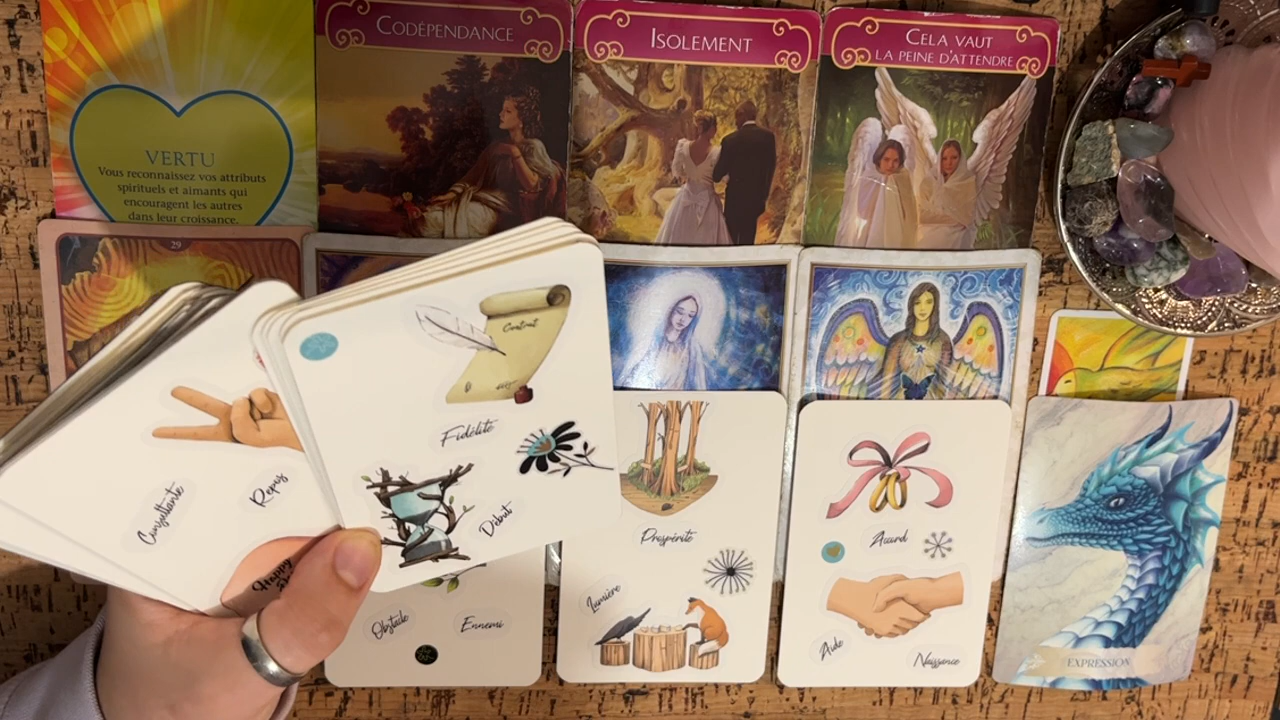 CODÉPENDANCE
ISOLEMENT
CELA VAUT
LA PEINE D'ATTENDRE
VERTU
Vous reconnaissez vos attributs
spirituels et aimants qui
encouragent les autres
dans leur croissance.
29
Contrat
Fidélité
Début
Consultante
Repos
Happy
Obstacle
Ennemi
Prospérité
Lumière
Accord
Aide
Naissance
EXPRESSION